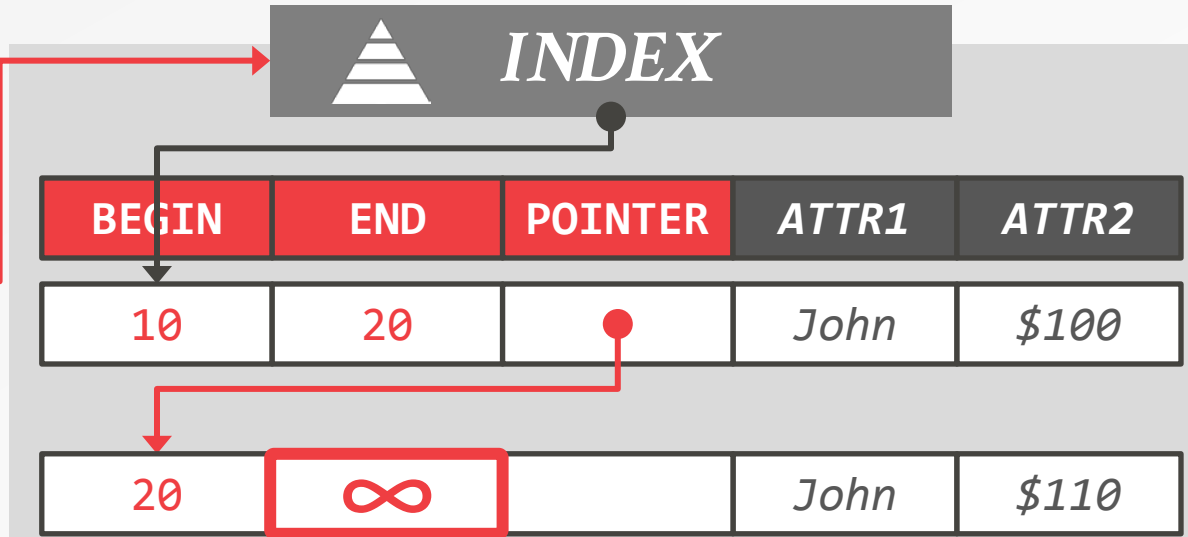 INDEX
BEGIN END POINTER ATTR1 ATTR2
10 20 John $100
20 ∞ John $110